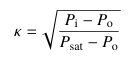 κ = √((P_i − P_o) / (P_sat − P_o))